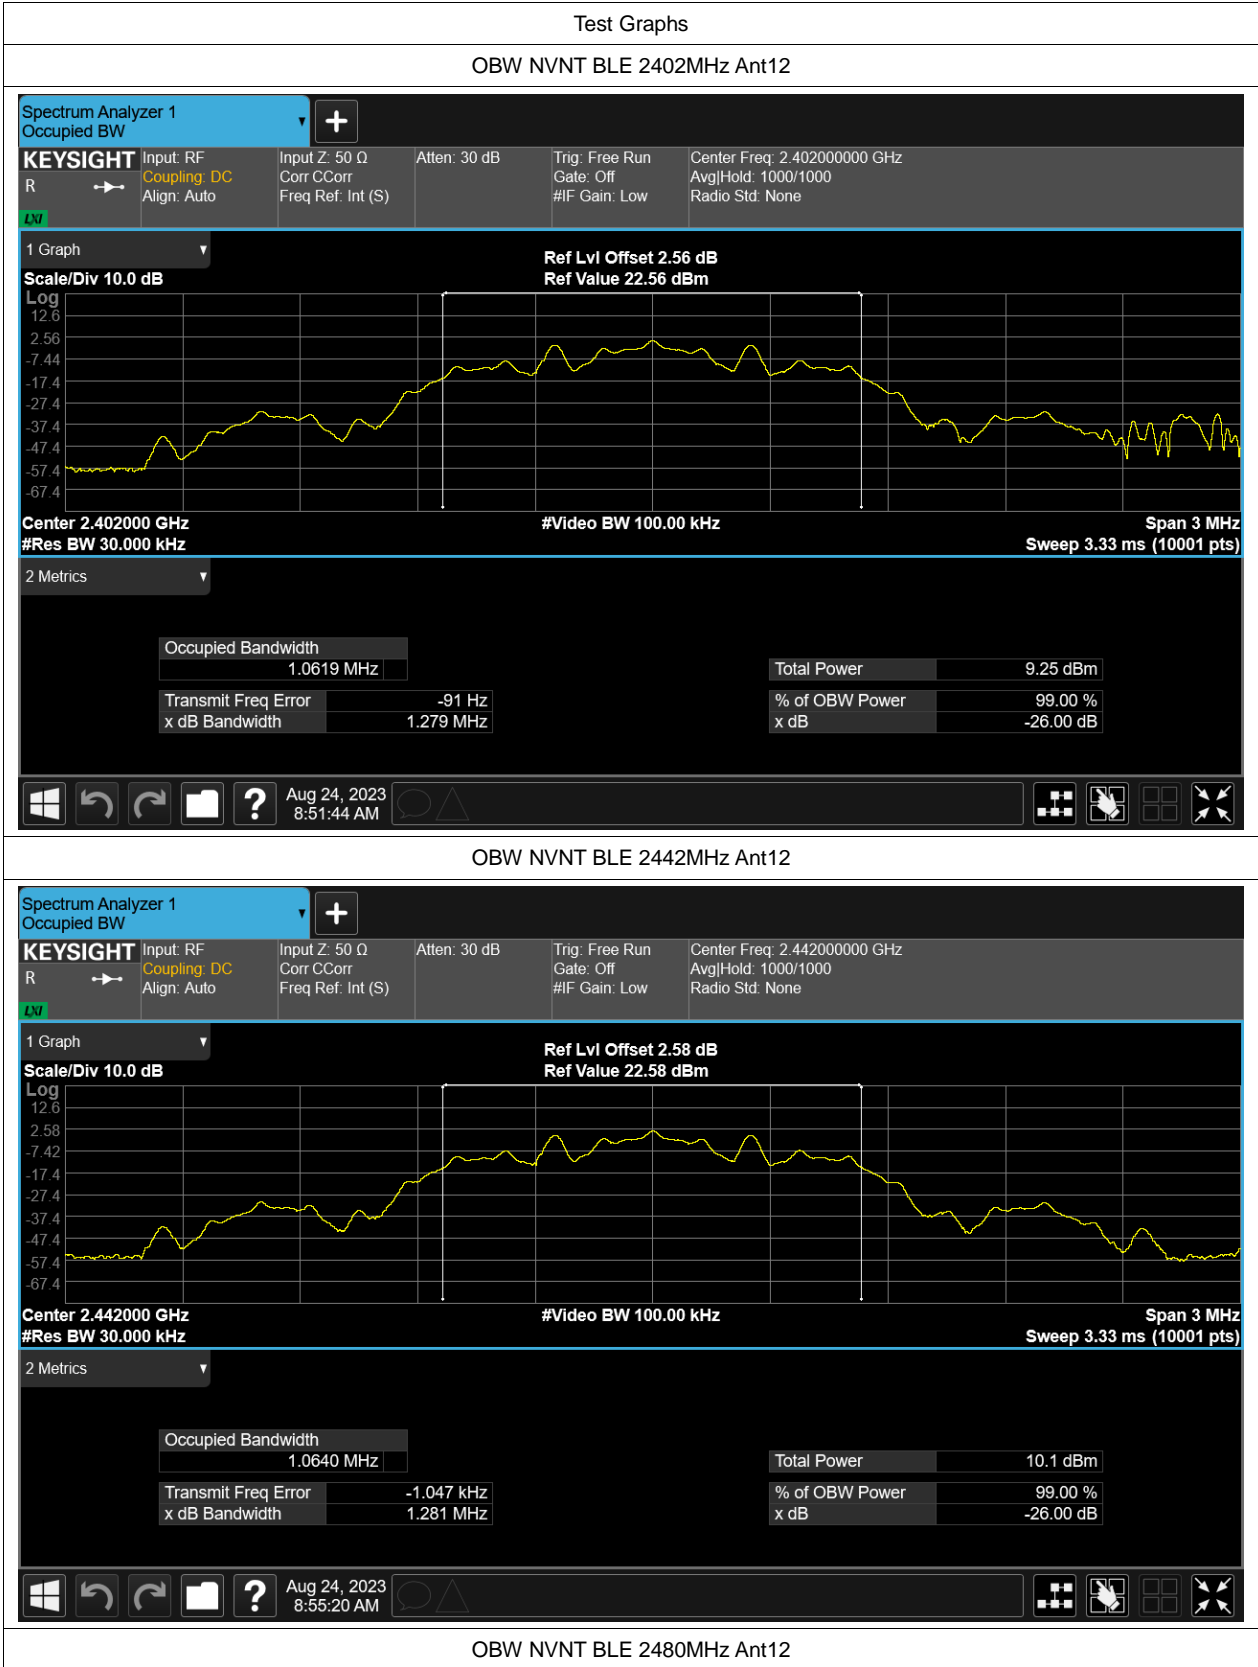 Test Graphs
OBW NVNT BLE 2402MHz Ant12
Spectrum Analyzer 1
Occupied BW
KEYSIGHT Input: RF Input Z: 50 Ω Atten: 30 dB Trig: Free Run Center Freq: 2.402000000 GHz
R Coupling: DC Corr CCorr Gate: Off Avg|Hold: 1000/1000
Align: Auto Freq Ref: Int (S) #IF Gain: Low Radio Std: None
LXI
1 Graph
Ref Lvl Offset 2.56 dB
Scale/Div 10.0 dB Ref Value 22.56 dBm
Log
12.6
2.56
-7.44
-17.4
-27.4
-37.4
-47.4
-57.4
-67.4
Center 2.402000 GHz #Video BW 100.00 kHz Span 3 MHz
#Res BW 30.000 kHz Sweep 3.33 ms (10001 pts)
2 Metrics
Occupied Bandwidth
1.0619 MHz Total Power 9.25 dBm
Transmit Freq Error -91 Hz % of OBW Power 99.00 %
x dB Bandwidth 1.279 MHz x dB -26.00 dB
Aug 24, 2023
8:51:44 AM
OBW NVNT BLE 2442MHz Ant12
Spectrum Analyzer 1
Occupied BW
KEYSIGHT Input: RF Input Z: 50 Ω Atten: 30 dB Trig: Free Run Center Freq: 2.442000000 GHz
R Coupling: DC Corr CCorr Gate: Off Avg|Hold: 1000/1000
Align: Auto Freq Ref: Int (S) #IF Gain: Low Radio Std: None
LXI
1 Graph
Ref Lvl Offset 2.58 dB
Scale/Div 10.0 dB Ref Value 22.58 dBm
Log
12.6
2.58
-7.42
-17.4
-27.4
-37.4
-47.4
-57.4
-67.4
Center 2.442000 GHz #Video BW 100.00 kHz Span 3 MHz
#Res BW 30.000 kHz Sweep 3.33 ms (10001 pts)
2 Metrics
Occupied Bandwidth
1.0640 MHz Total Power 10.1 dBm
Transmit Freq Error -1.047 kHz % of OBW Power 99.00 %
x dB Bandwidth 1.281 MHz x dB -26.00 dB
Aug 24, 2023
8:55:20 AM
OBW NVNT BLE 2480MHz Ant12